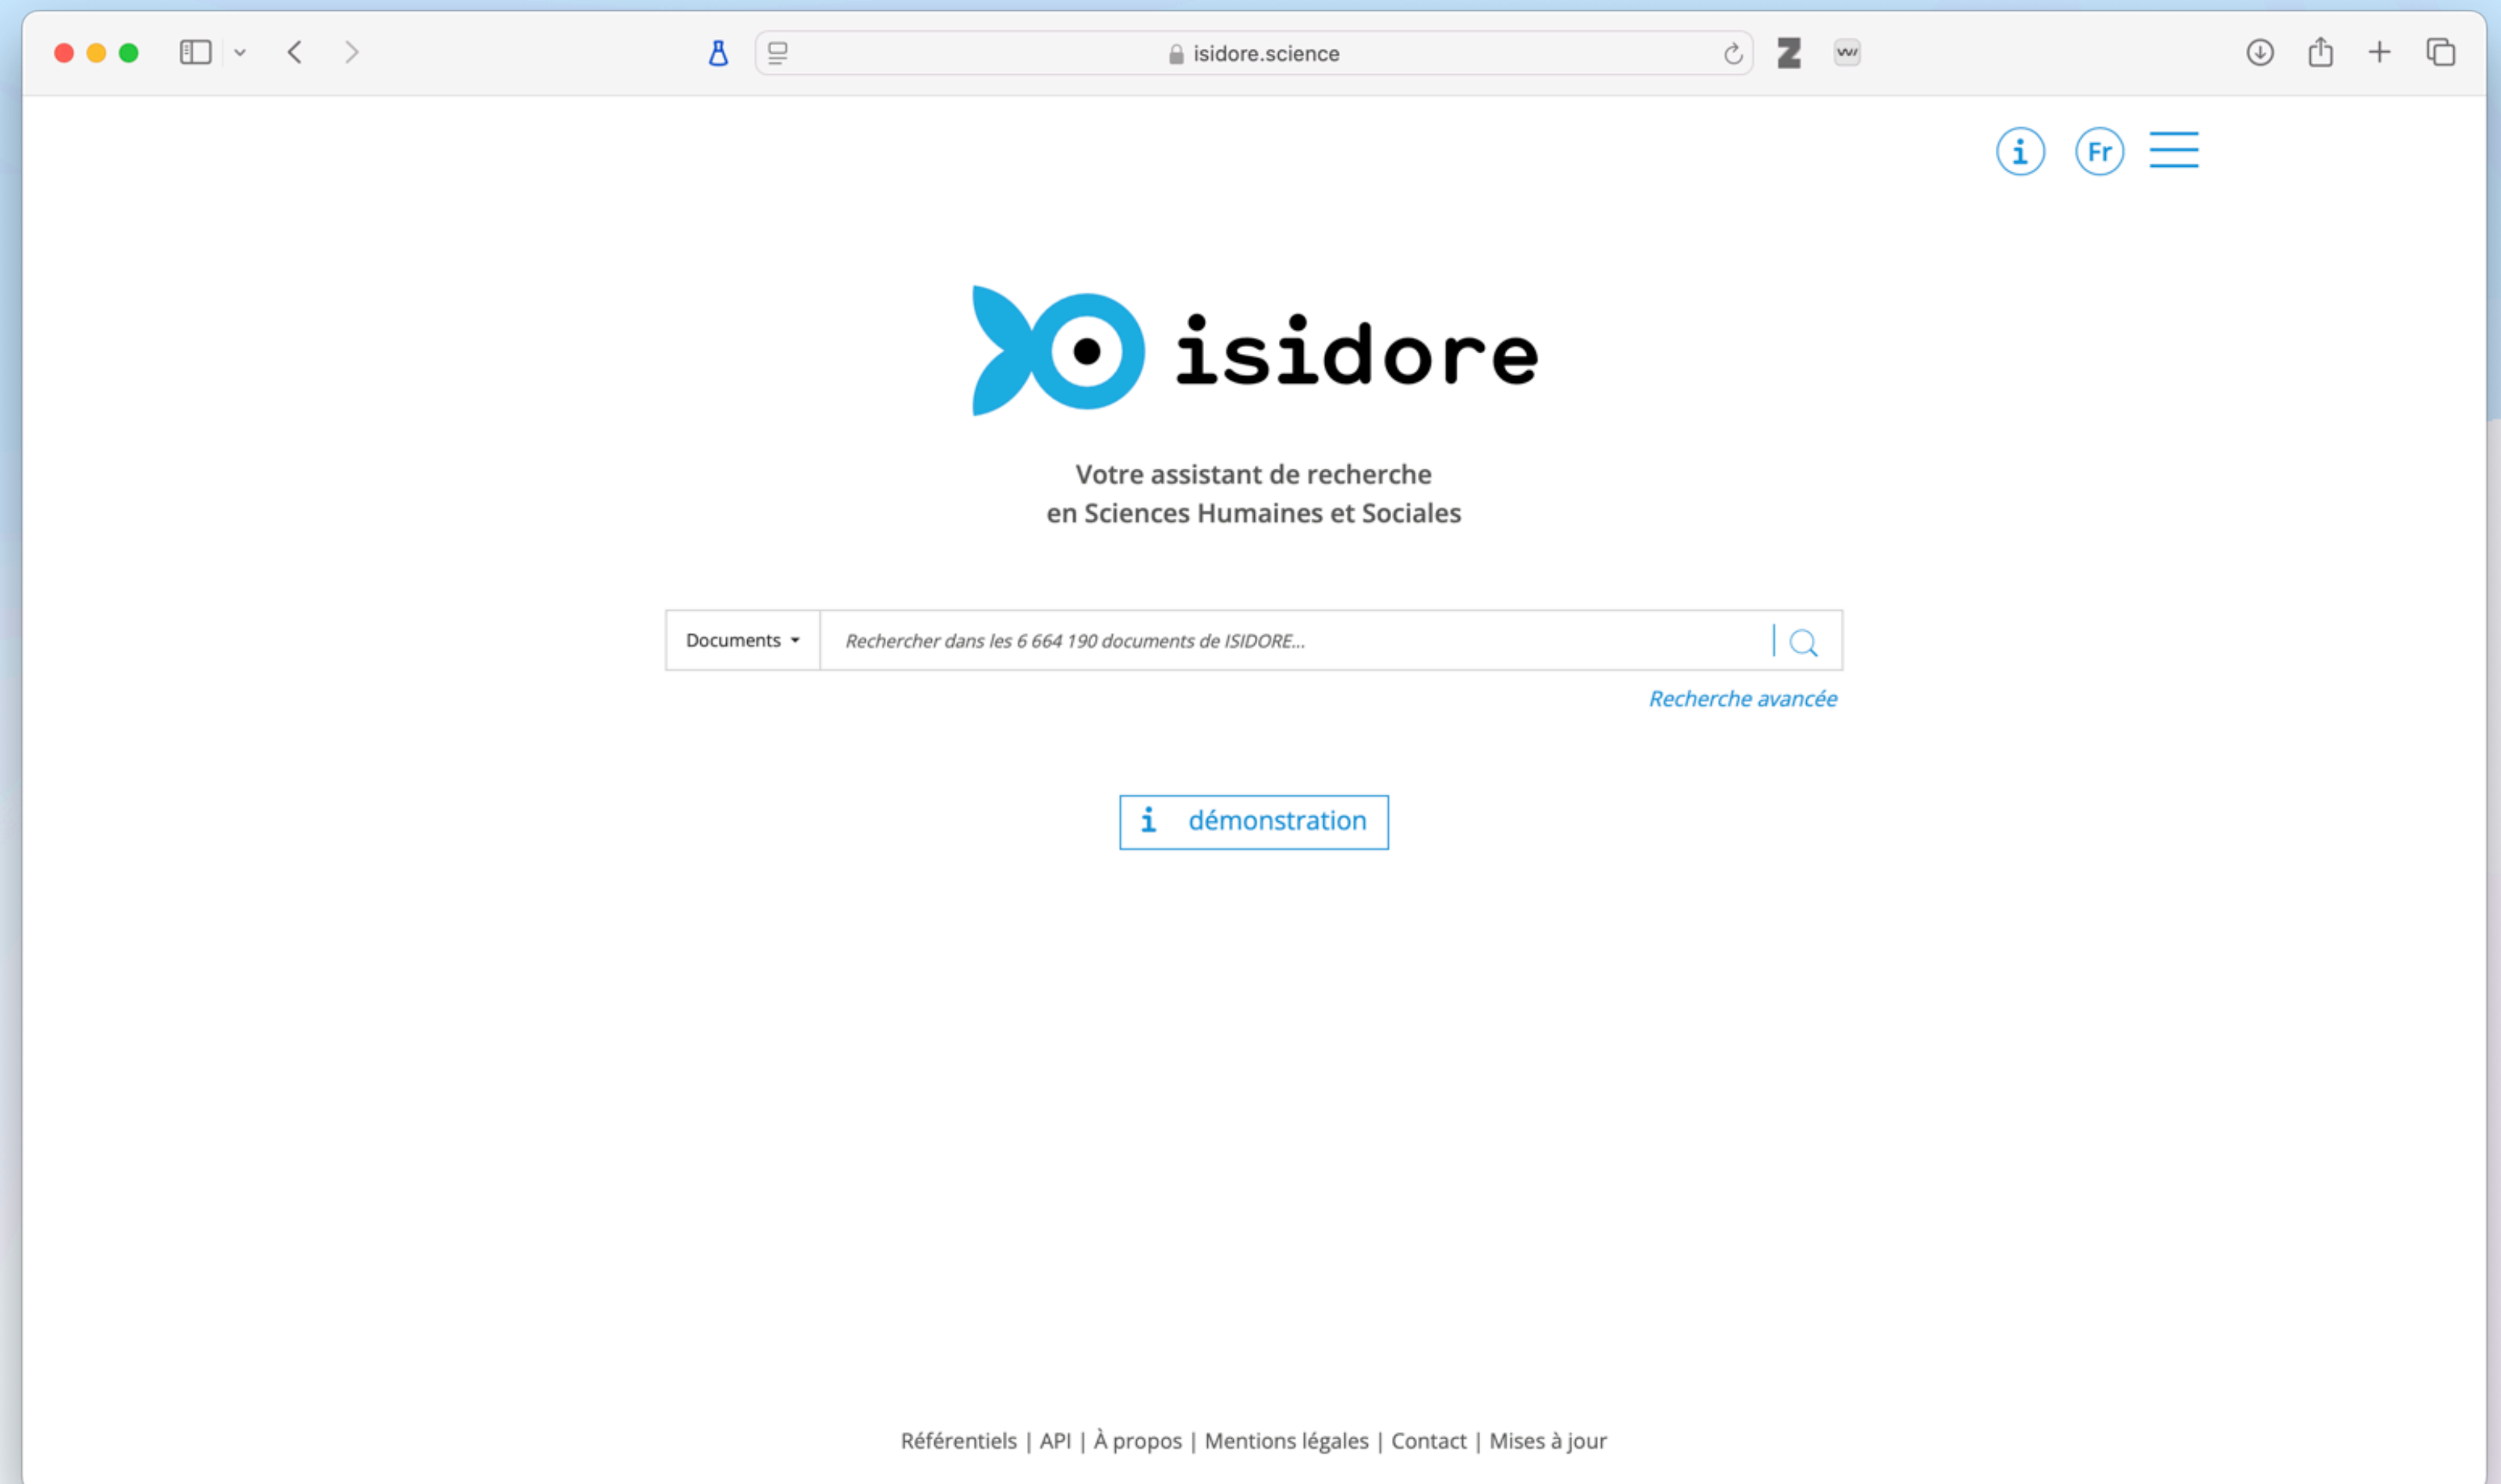 isidore.science
i Fr
isidore
Votre assistant de recherche
en Sciences Humaines et Sociales
Documents Rechercher dans les 6 664 190 documents de ISIDORE...
Recherche avancée
i démonstration
Référentiels | API | À propos | Mentions légales | Contact | Mises à jour